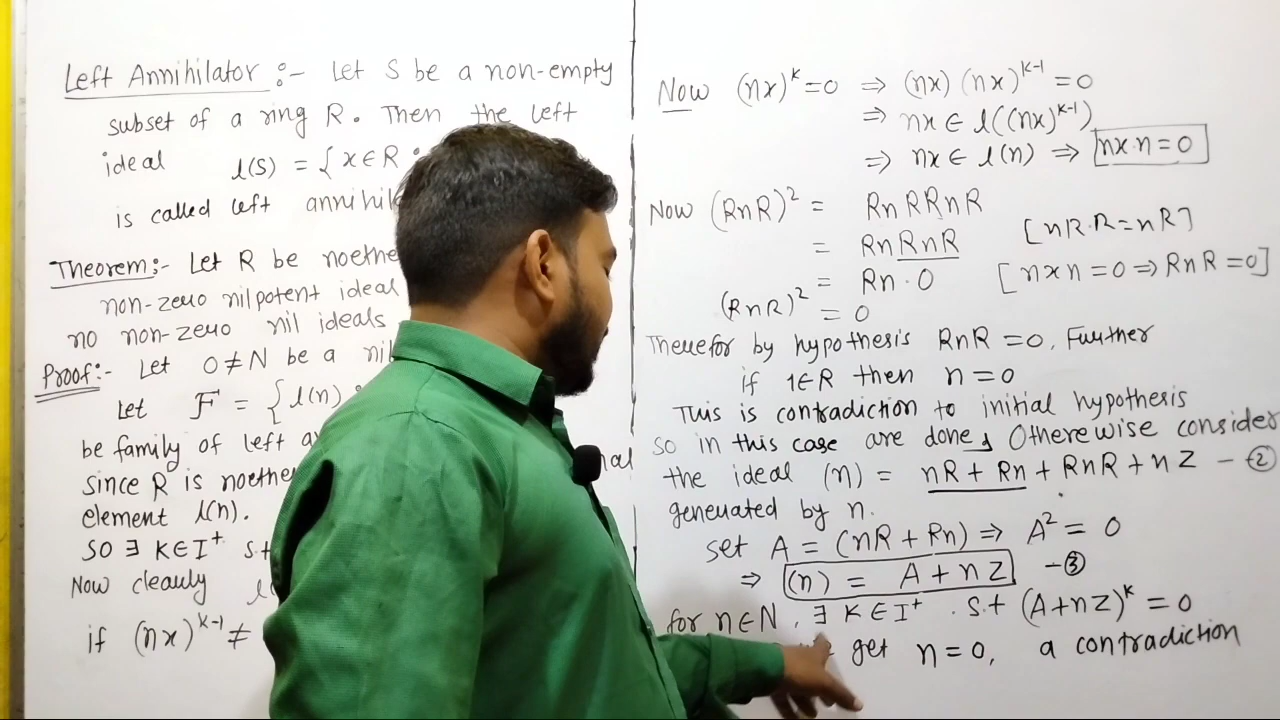 Left Annihilator :- Let S be a non-empty
subset of a ring R. Then the left
ideal l(S) = {x∈R :
is called left annihil
Theorem:- Let R be noethe
non-zero nilpotent ideal
no non-zero nil ideals
Proof:- Let 0≠N be a nil
Let F = {l(n) :
be family of left a
since R is noethe nal
element l(n).
SO ∃ K∈I⁺ s.t
Now clearly
if (nx)^{k-1} ≠
Now (nx)^k = 0 ⇒ (nx) (nx)^{k-1} = 0
⇒ nx ∈ l((nx)^{k-1})
⇒ nx ∈ l(n) ⇒ nx·n = 0
Now (RnR)² = RnRRnR
= RnRnR [nR·R = nR]
= Rn·0 [nxn = 0 ⇒ RnR = 0]
(RnR)² = 0
Therefor by hypothesis RnR = 0. Further
if 1∈R then n = 0
This is contradiction to initial hypothesis
So in this case are done, Otherewise consider
the ideal (n) = nR + Rn + RnR + nZ - ②
generated by n.
set A = (nR + Rn) ⇒ A² = 0
⇒ (n) = A + nZ - ③
for n∈N, ∃ K∈I⁺ . S.t (A+nZ)^k = 0
get n = 0, a contradiction